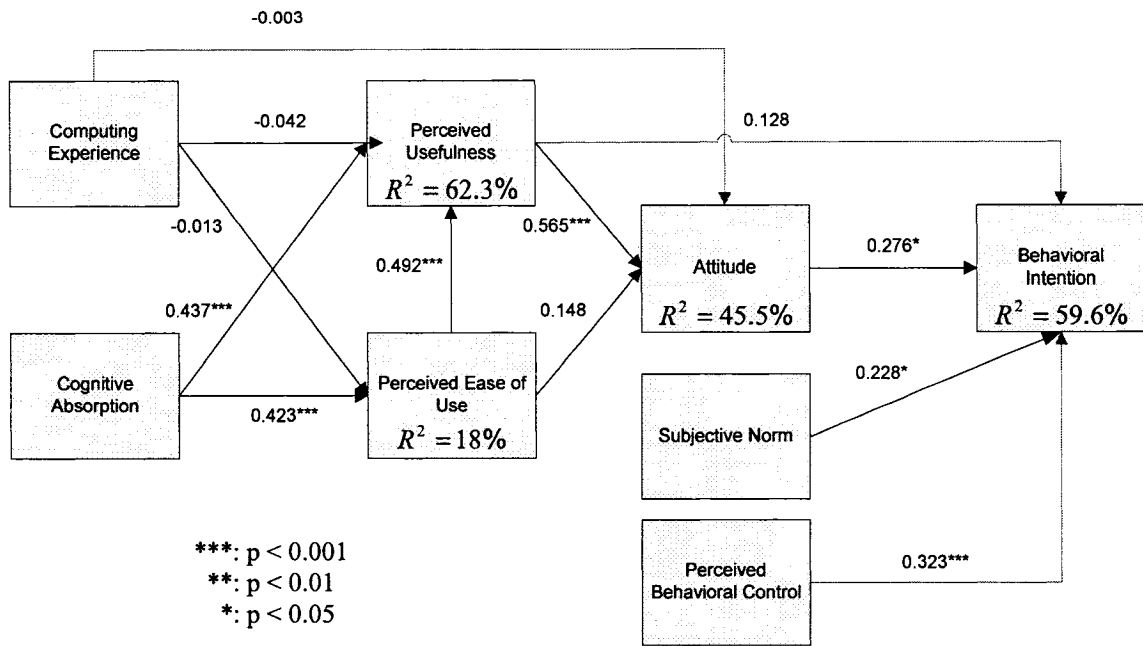 -0.003
Computing
Experience
-0.042
Perceived
Usefulness
R² = 62.3%
0.128
-0.013
0.565***
0.492***
Attitude
R² = 45.5%
0.276*
Behavioral
Intention
R² = 59.6%
0.437***
0.148
Cognitive
Absorption
0.423***
Perceived Ease of
Use
R² = 18%
0.228*
Subjective Norm
***: p < 0.001
**: p < 0.01
*: p < 0.05
Perceived
Behavioral Control
0.323***